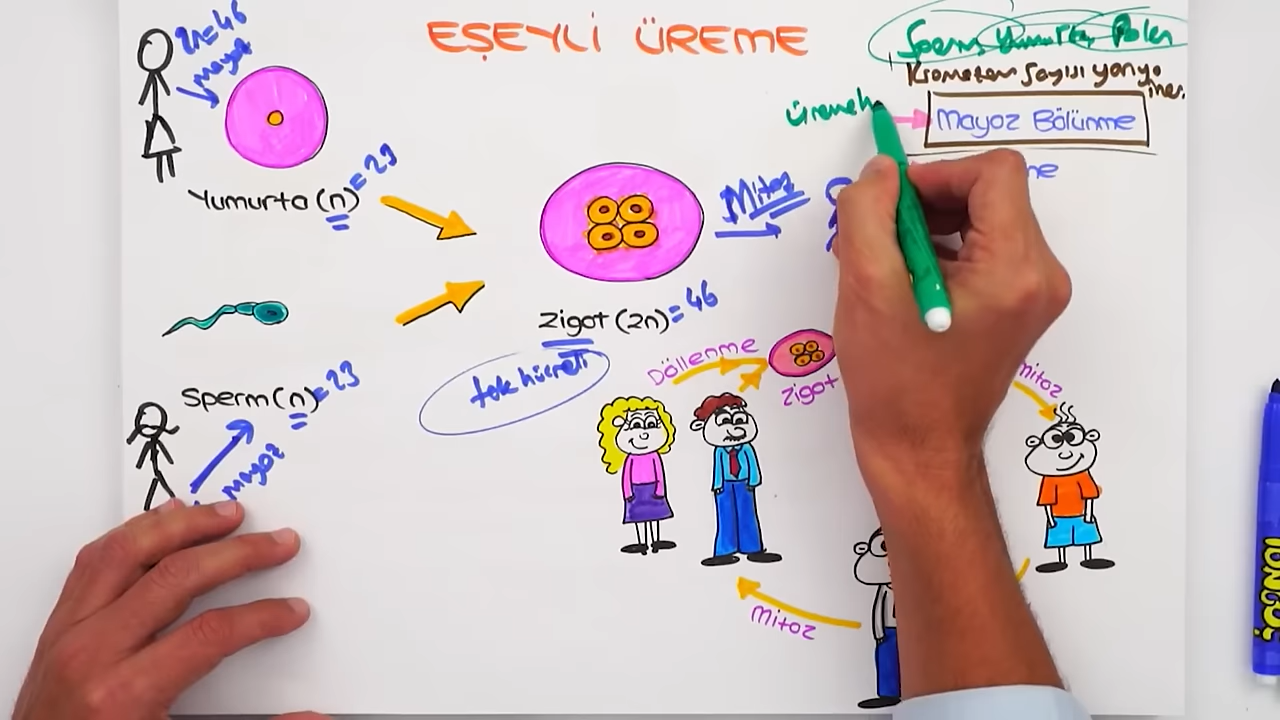 EŞEYLİ ÜREME
2n=46
mayoz
Yumurta (n) = 23
Sperm (n) = 23
mayoz
Zigot (2n) = 46
tek hücreli
Mitoz
Sperm, Yumurta, Polen
Kromozom sayısı yarıya
iner.
Mayoz Bölünme
Döllenme
Zigot
mitoz
Mitoz